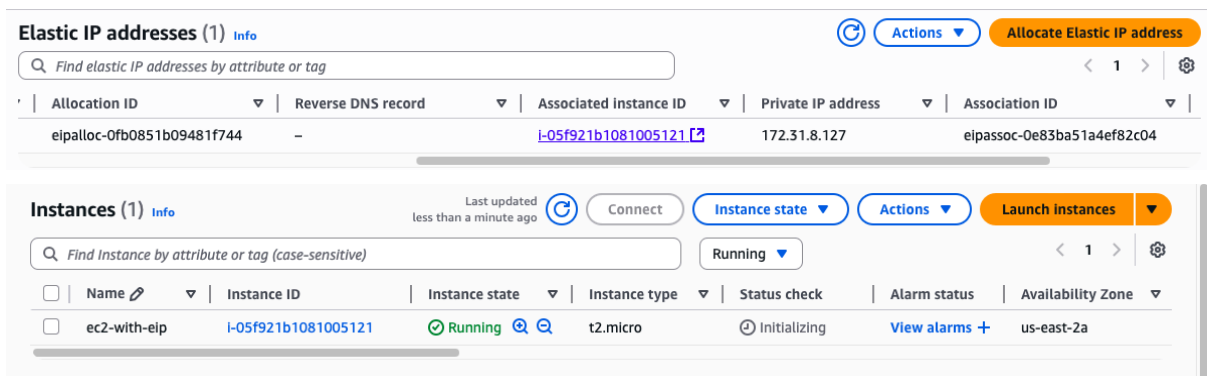 Elastic IP addresses (1) Info
Actions
Allocate Elastic IP address
Find elastic IP addresses by attribute or tag
1
Allocation ID
Reverse DNS record
Associated instance ID
Private IP address
Association ID
eipalloc-0fb0851b09481f744
–
i-05f921b1081005121
172.31.8.127
eipassoc-0e83ba51a4ef82c04
Instances (1) Info
Last updated
less than a minute ago
Connect
Instance state
Actions
Launch instances
Find Instance by attribute or tag (case-sensitive)
Running
1
Name
Instance ID
Instance state
Instance type
Status check
Alarm status
Availability Zone
ec2-with-eip
i-05f921b1081005121
Running
t2.micro
Initializing
View alarms +
us-east-2a